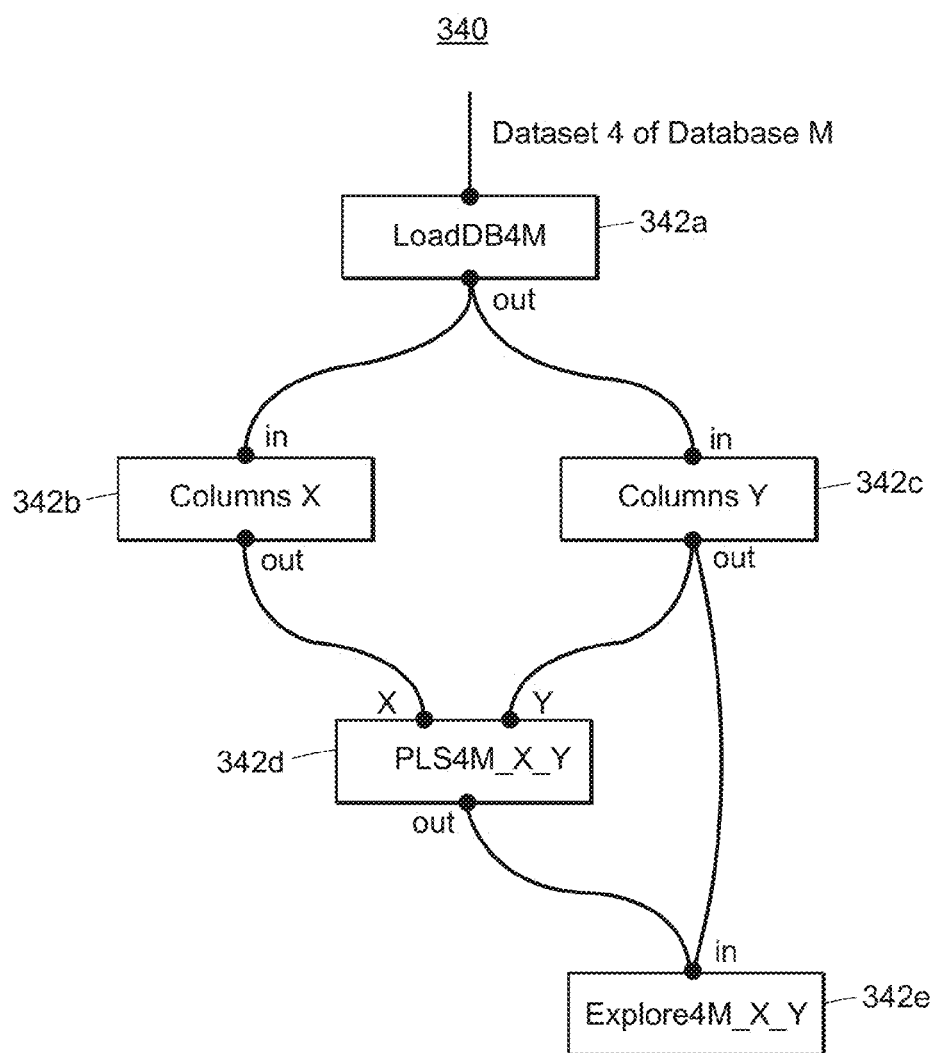 340
Dataset 4 of Database M
LoadDB4M
342a
out
in
in
342b
Columns X
Columns Y
342c
out
out
X
Y
342d
PLS4M_X_Y
out
in
Explore4M_X_Y
342e